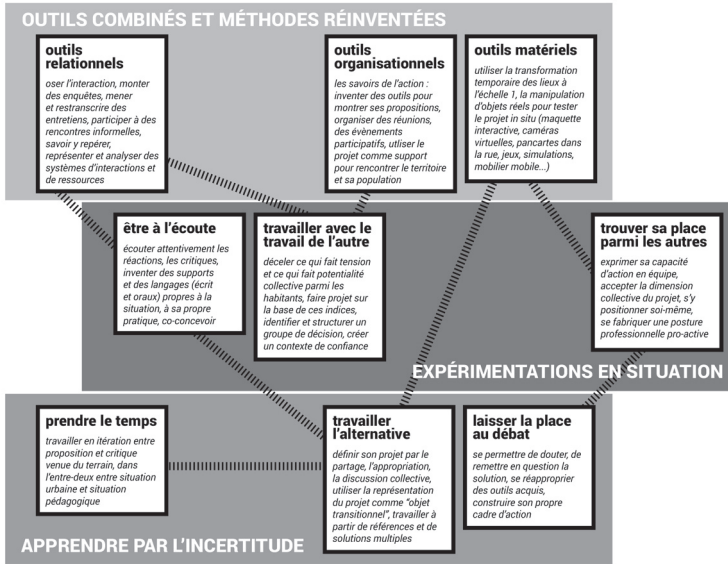 OUTILS COMBINÉS ET MÉTHODES RÉINVENTÉES
outils
relationnels
oser l'interaction, monter
des enquêtes, mener
et restranscrire des
entretiens, participer à des
rencontres informelles,
savoir y repérer,
représenter et analyser des
systèmes d'interactions et
de ressources
outils
organisationnels
les savoirs de l'action :
inventer des outils pour
montrer ses propositions,
organiser des réunions,
des évènements
participatifs, utliser le
projet comme support
pour rencontrer le territoire
et sa population
outils matériels
utiliser la transformation
temporaire des lieux à
l'échelle 1, la manipulation
d'objets réels pour tester
le projet in situ (maquette
interactive, caméras
virtuelles, pancartes dans
la rue, jeux, simulations,
mobilier mobile...)
être à l'écoute
écouter attentivement les
réactions, les critiques,
inventer des supports
et des langages (écrit
et oraux) propres à la
situation, à sa propre
pratique, co-concevoir
travailler avec le
travail de l'autre
déceler ce qui fait tension
et ce qui fait potentialité
collective parmi les
habitants, faire projet sur
la base de ces indices,
identifier et structurer un
groupe de décision, créer
un contexte de confiance
trouver sa place
parmi les autres
exprimer sa capacité
d'action en équipe,
accepter la dimension
collective du projet, s'y
positionner soi-même,
se fabriquer une posture
professionnelle pro-active
EXPÉRIMENTATIONS EN SITUATION
prendre le temps
travailler en itération entre
proposition et critique
venue du terrain, dans
l'entre-deux entre situation
urbaine et situation
pédagogique
travailler
l'alternative
définir son projet par le
partage, l'appropriation,
la discussion collective,
utiliser la représentation
du projet comme "objet
transitionnel", travailler à
partir de références et de
solutions multiples
laisser la place
au débat
se permettre de douter, de
remettre en question la
solution, se réapproprier
des outils acquis,
construire son propre
cadre d'action
APPRENDRE PAR L'INCERTITUDE